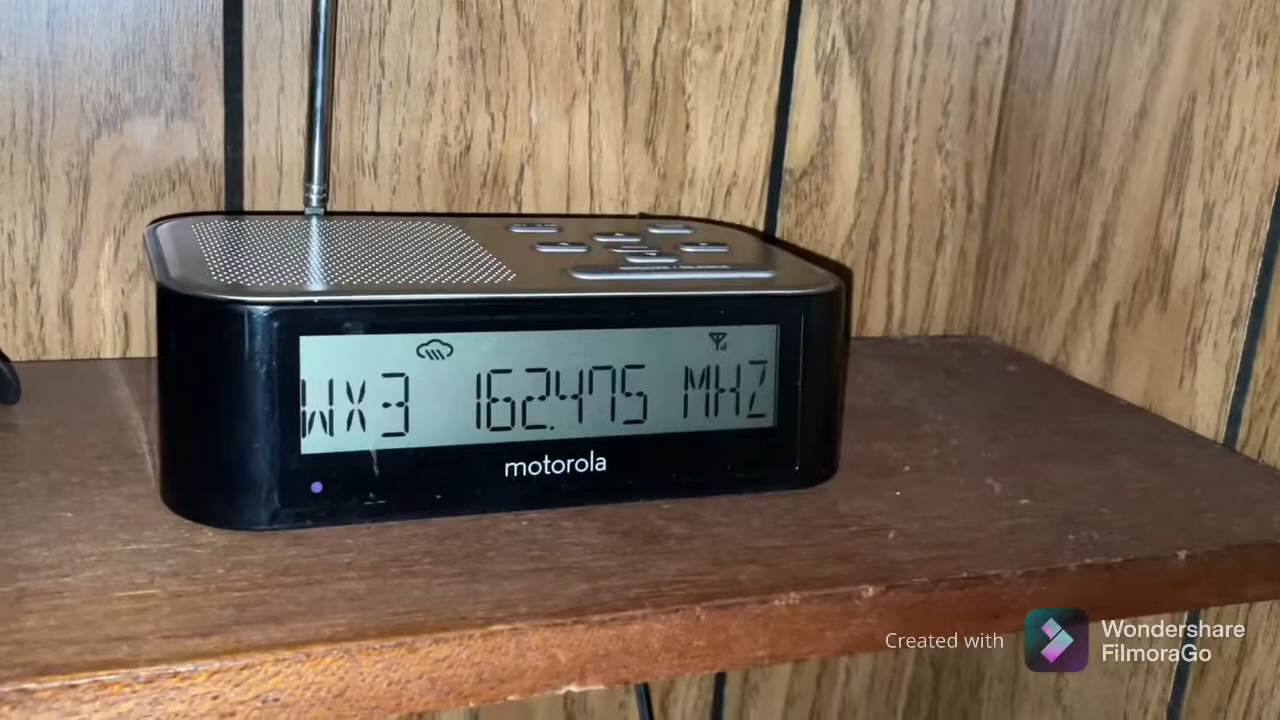 WX3 162.475 MHZ
motorola
Created with
Wondershare
FilmoraGo